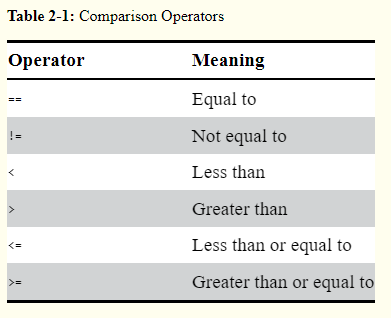 Table 2-1: Comparison Operators
Operator Meaning
== Equal to
!= Not equal to
< Less than
> Greater than
<= Less than or equal to
>= Greater than or equal to